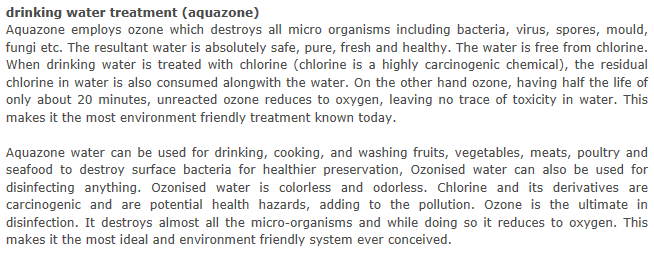 drinking water treatment (aquazone)
Aquazone employs ozone which destroys all micro organisms including bacteria, virus, spores, mould,
fungi etc. The resultant water is absolutely safe, pure, fresh and healthy. The water is free from chlorine.
When drinking water is treated with chlorine (chlorine is a highly carcinogenic chemical), the residual
chlorine in water is also consumed alongwith the water. On the other hand ozone, having half the life of
only about 20 minutes, unreacted ozone reduces to oxygen, leaving no trace of toxicity in water. This
makes it the most environment friendly treatment known today.

Aquazone water can be used for drinking, cooking, and washing fruits, vegetables, meats, poultry and
seafood to destroy surface bacteria for healthier preservation, Ozonised water can also be used for
disinfecting anything. Ozonised water is colorless and odorless. Chlorine and its derivatives are
carcinogenic and are potential health hazards, adding to the pollution. Ozone is the ultimate in
disinfection. It destroys almost all the micro-organisms and while doing so it reduces to oxygen. This
makes it the most ideal and environment friendly system ever conceived.